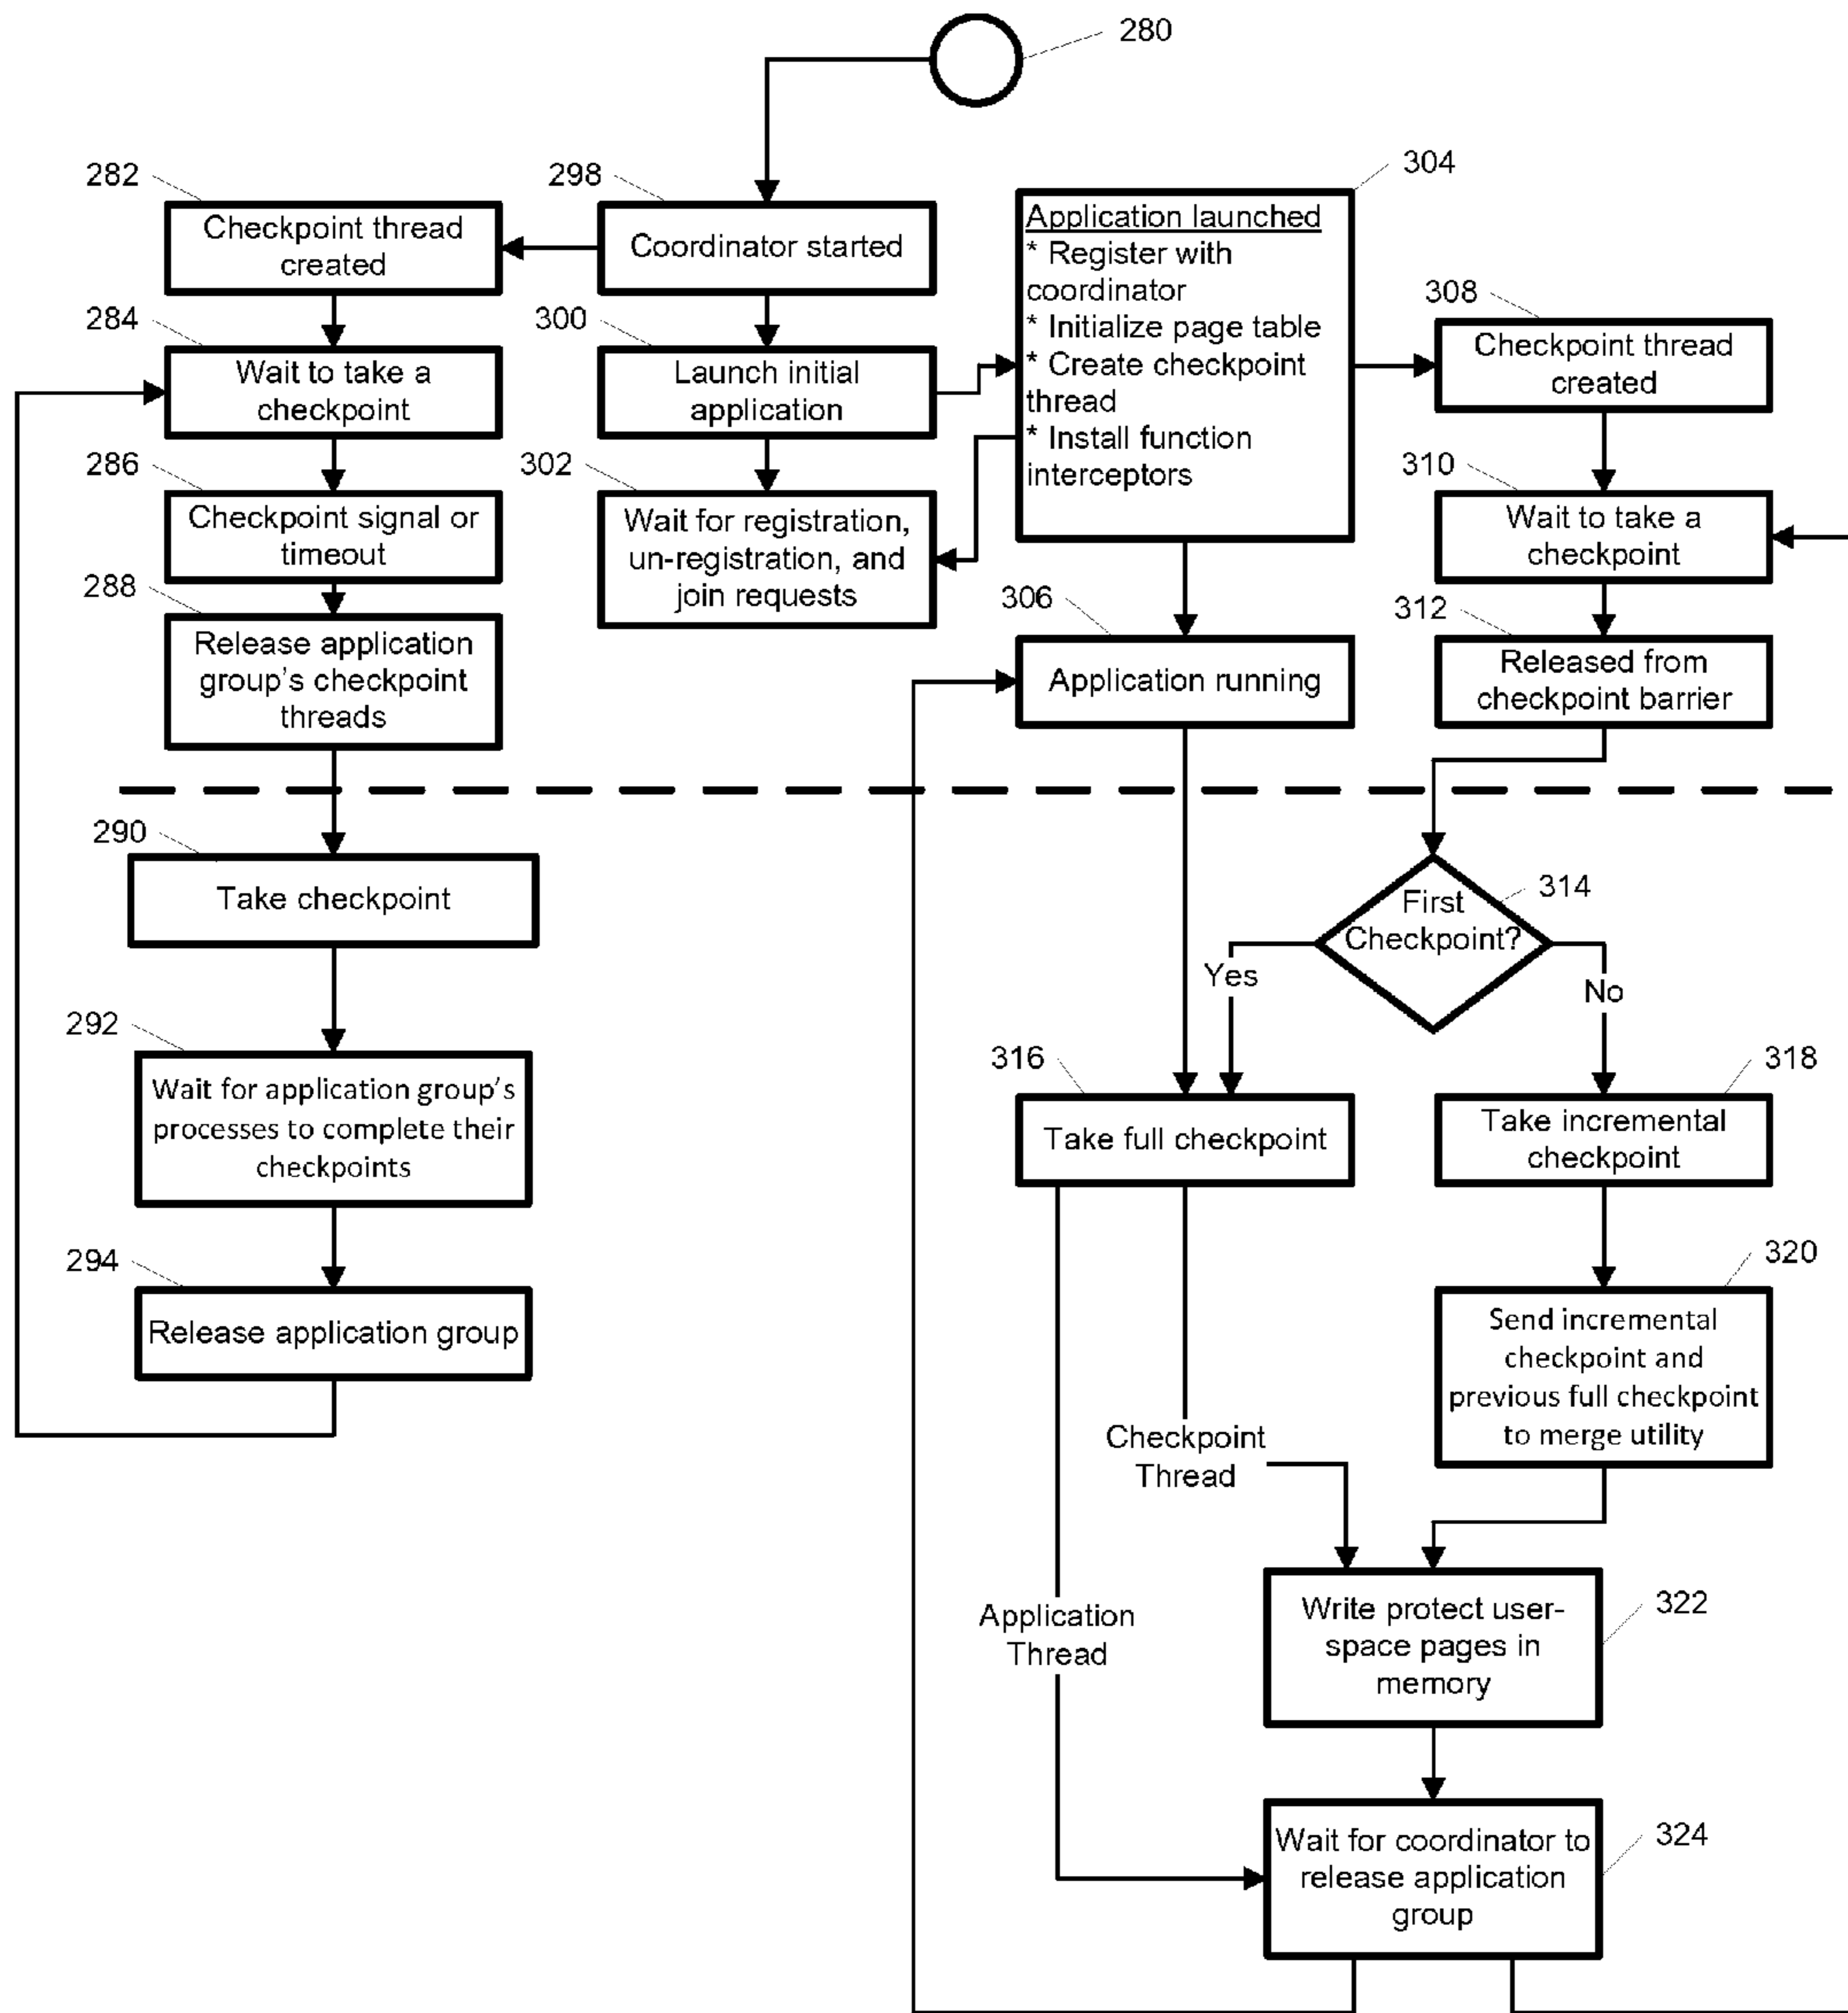 280
282
298
304
Checkpoint thread
created
Coordinator started
Application launched
* Register with
coordinator
* Initialize page table
* Create checkpoint
thread
* Install function
interceptors
308
Checkpoint thread
created
284
Wait to take a
checkpoint
300
Launch initial
application
286
Checkpoint signal or
timeout
302
Wait for registration,
un-registration, and
join requests
310
Wait to take a
checkpoint
288
Release application
group's checkpoint
threads
306
Application running
312
Released from
checkpoint barrier
290
Take checkpoint
314
First
Checkpoint?
Yes
No
292
Wait for application group's
processes to complete their
checkpoints
316
Take full checkpoint
318
Take incremental
checkpoint
294
Release application group
320
Send incremental
checkpoint and
previous full checkpoint
to merge utility
Checkpoint
Thread
Application
Thread
322
Write protect user-
space pages in
memory
324
Wait for coordinator to
release application
group